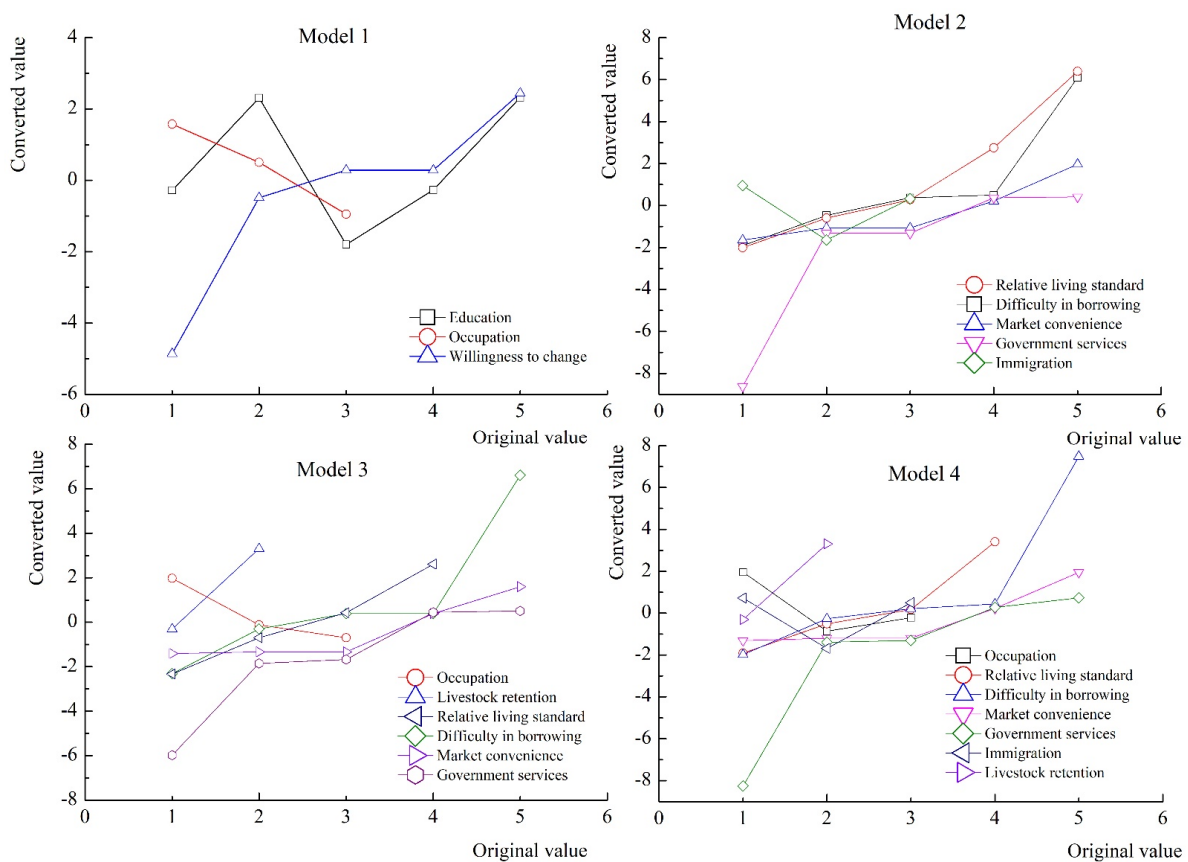 Model 1
Converted value
4
2
0
-2
-4
-6
Education
Occupation
Willingness to change
0 1 2 3 4 5 6
Original value
Model 2
Converted value
8
6
4
2
0
-2
-4
-6
-8
Relative living standard
Difficulty in borrowing
Market convenience
Government services
Immigration
0 1 2 3 4 5 6
Original value
Model 3
Converted value
8
6
4
2
0
-2
-4
-6
-8
Occupation
Livestock retention
Relative living standard
Difficulty in borrowing
Market convenience
Government services
0 1 2 3 4 5 6
Original value
Model 4
Converted value
8
6
4
2
0
-2
-4
-6
-8
Occupation
Relative living standard
Difficulty in borrowing
Market convenience
Government services
Immigration
Livestock retention
0 1 2 3 4 5 6
Original value